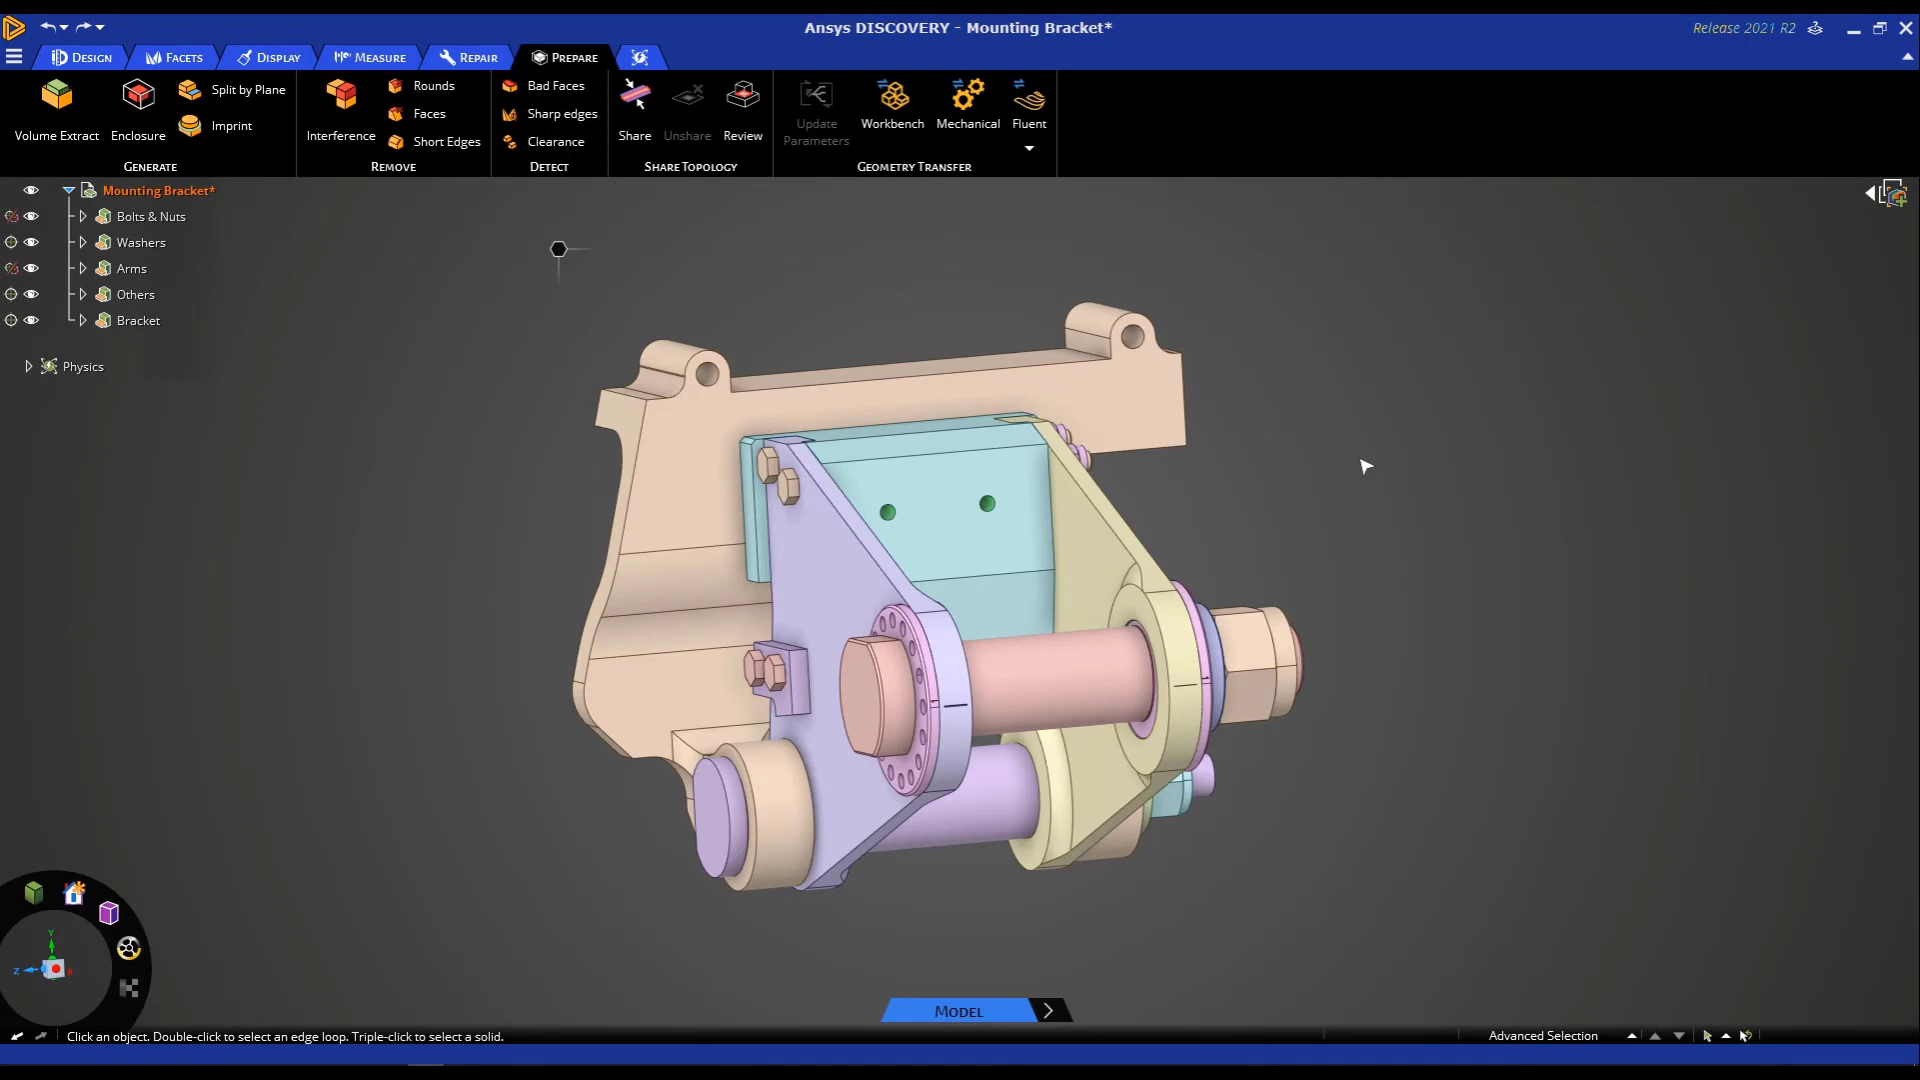 Ansys DISCOVERY - Mounting Bracket*
Release 2021 R2
DESIGN
FACETS
DISPLAY
MEASURE
REPAIR
PREPARE
Volume Extract
Enclosure
Split by Plane
Imprint
GENERATE
Interference
Rounds
Faces
Short Edges
REMOVE
Bad Faces
Sharp edges
Clearance
DETECT
Share
Unshare
Review
SHARE TOPOLOGY
Update
Parameters
Workbench
Mechanical
Fluent
GEOMETRY TRANSFER
Mounting Bracket*
Bolts & Nuts
Washers
Arms
Others
Bracket
Physics
Y
Z
X
MODEL
Click an object. Double-click to select an edge loop. Triple-click to select a solid.
Advanced Selection